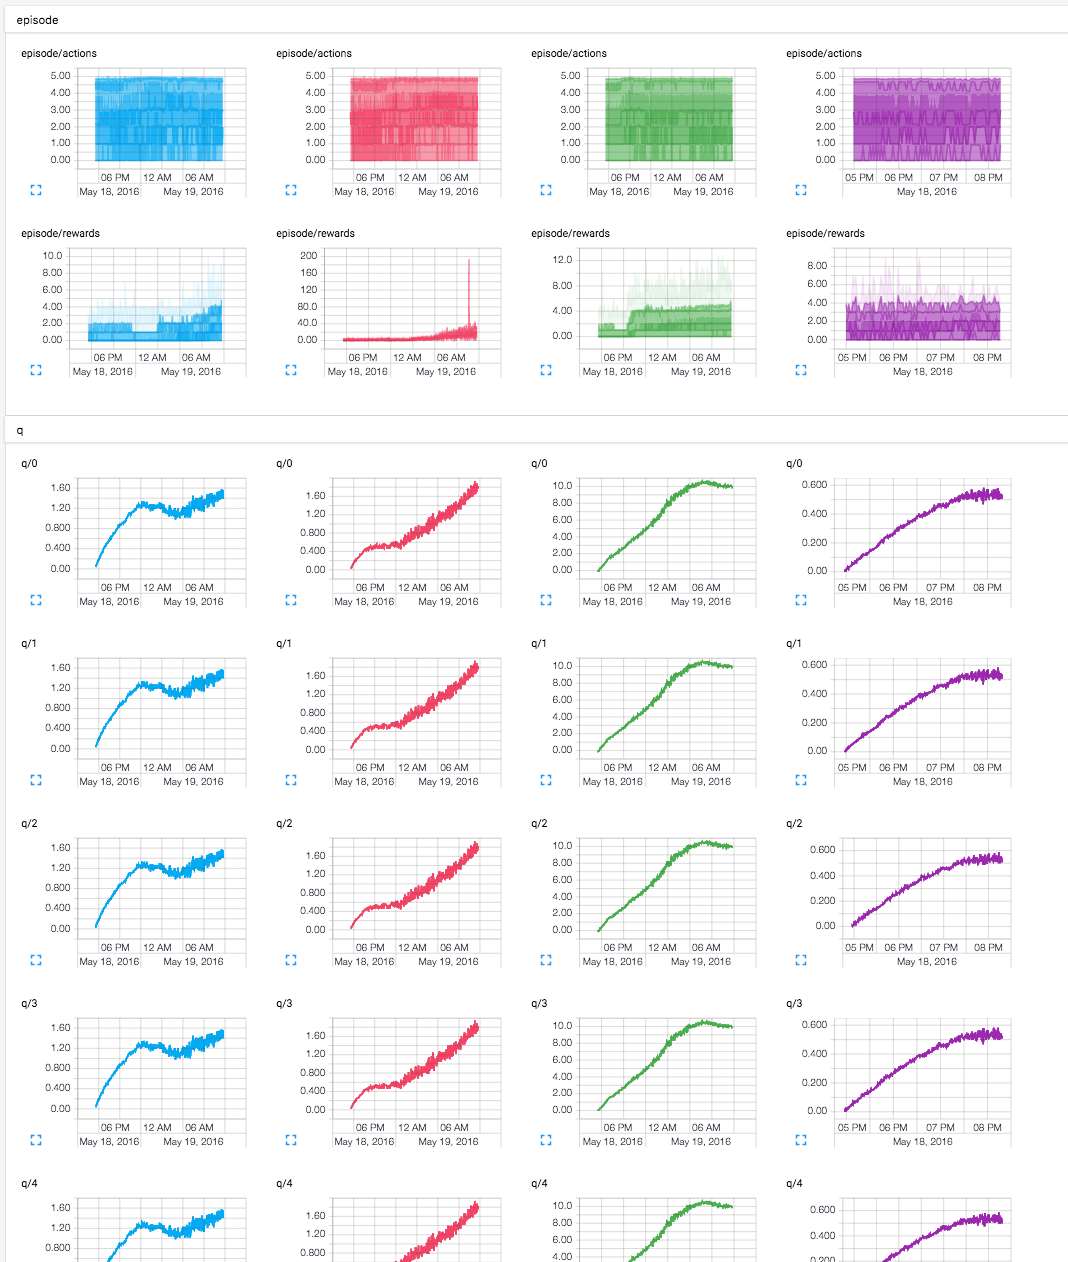 episode
episode/actions episode/actions episode/actions episode/actions
5.00 5.00 5.00 5.00
4.00 4.00 4.00 4.00
3.00 3.00 3.00 3.00
2.00 2.00 2.00 2.00
1.00 1.00 1.00 1.00
0.00 0.00 0.00 0.00
06 PM 12 AM 06 AM 06 PM 12 AM 06 AM 06 PM 12 AM 06 AM 05 PM 06 PM 07 PM 08 PM
May 18, 2016 May 19, 2016 May 18, 2016 May 19, 2016 May 18, 2016 May 19, 2016 May 18, 2016
episode/rewards episode/rewards episode/rewards episode/rewards
10.0 200 12.0 8.00
8.00 160 8.00 6.00
6.00 120 4.00 4.00
4.00 80.0 0.00 2.00
2.00 40.0 0.00
0.00 0.00
06 PM 12 AM 06 AM 06 PM 12 AM 06 AM 06 PM 12 AM 06 AM 05 PM 06 PM 07 PM 08 PM
May 18, 2016 May 19, 2016 May 18, 2016 May 19, 2016 May 18, 2016 May 19, 2016 May 18, 2016
q
q/0 q/0 q/0 q/0
1.60 1.60 10.0 0.600
1.20 1.20 8.00 0.400
0.800 0.800 6.00 0.200
0.400 0.400 4.00 0.00
0.00 0.00 2.00
0.00
06 PM 12 AM 06 AM 06 PM 12 AM 06 AM 06 PM 12 AM 06 AM 05 PM 06 PM 07 PM 08 PM
May 18, 2016 May 19, 2016 May 18, 2016 May 19, 2016 May 18, 2016 May 19, 2016 May 18, 2016
q/1 q/1 q/1 q/1
1.60 1.60 10.0 0.600
1.20 1.20 8.00 0.400
0.800 0.800 6.00 0.200
0.400 0.400 4.00 0.00
0.00 0.00 2.00
0.00
06 PM 12 AM 06 AM 06 PM 12 AM 06 AM 06 PM 12 AM 06 AM 05 PM 06 PM 07 PM 08 PM
May 18, 2016 May 19, 2016 May 18, 2016 May 19, 2016 May 18, 2016 May 19, 2016 May 18, 2016
q/2 q/2 q/2 q/2
1.60 1.60 10.0 0.600
1.20 1.20 8.00 0.400
0.800 0.800 6.00 0.200
0.400 0.400 4.00 0.00
0.00 0.00 2.00
0.00
06 PM 12 AM 06 AM 06 PM 12 AM 06 AM 06 PM 12 AM 06 AM 05 PM 06 PM 07 PM 08 PM
May 18, 2016 May 19, 2016 May 18, 2016 May 19, 2016 May 18, 2016 May 19, 2016 May 18, 2016
q/3 q/3 q/3 q/3
1.60 1.60 10.0 0.600
1.20 1.20 8.00 0.400
0.800 0.800 6.00 0.200
0.400 0.400 4.00 0.00
0.00 0.00 2.00
0.00
06 PM 12 AM 06 AM 06 PM 12 AM 06 AM 06 PM 12 AM 06 AM 05 PM 06 PM 07 PM 08 PM
May 18, 2016 May 19, 2016 May 18, 2016 May 19, 2016 May 18, 2016 May 19, 2016 May 18, 2016
q/4 q/4 q/4 q/4
1.60 1.60 10.0 0.600
1.20 1.20 8.00 0.400
0.800 0.800 6.00 0.200
4.00